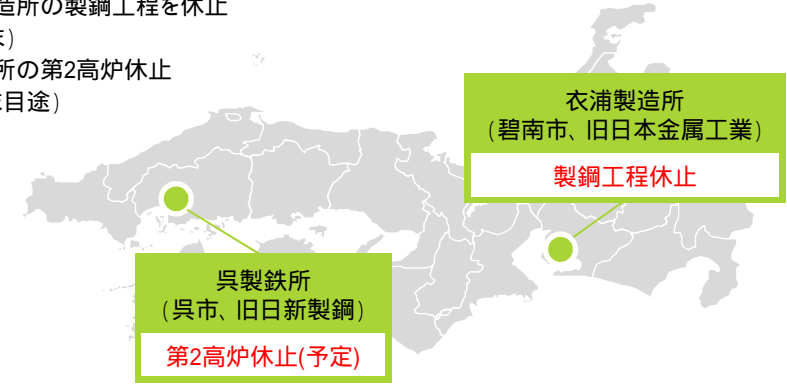 造所の製鋼工程を休止
)
所の第2高炉休止
目途)
衣浦製造所
(碧南市、旧日本金属工業)
製鋼工程休止
呉製鉄所
(呉市、旧日新製鋼)
第2高炉休止(予定)